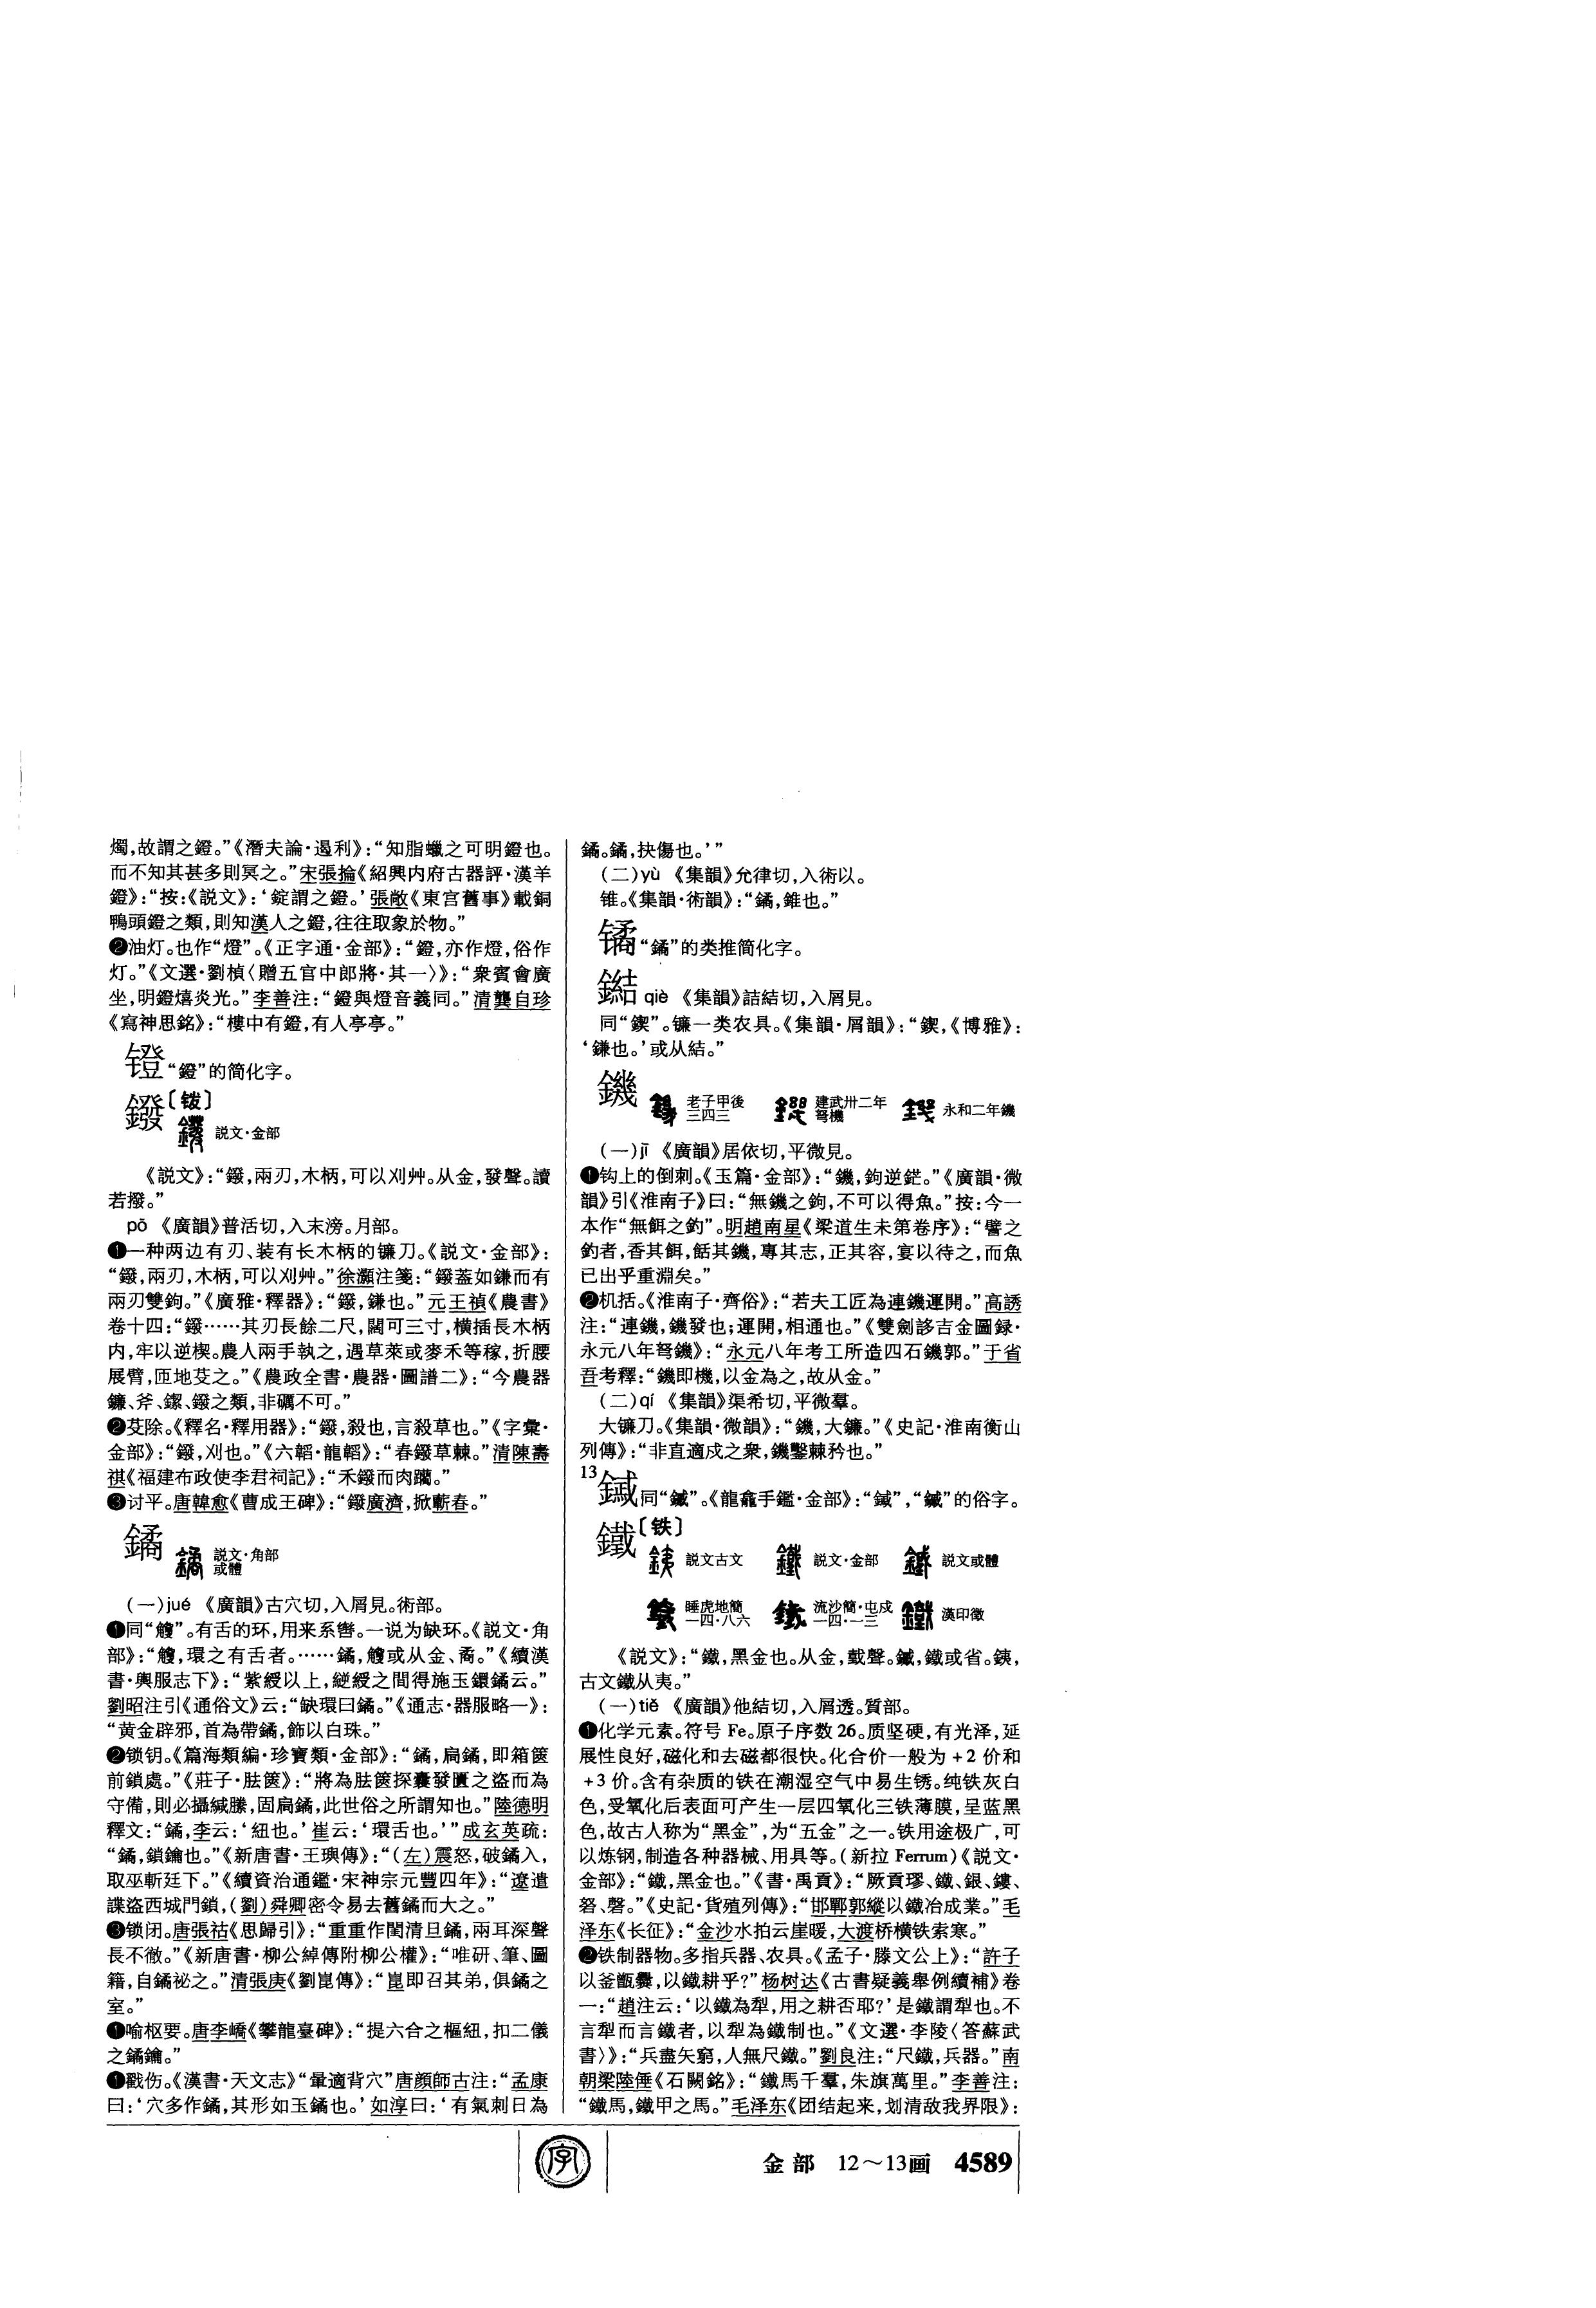 燭,故謂之鐙。”《潛夫論·遏利》:“知脂蠟之可明鐙也。
而不知其甚多則冥之。”宋張掄《紹興内府古器評·漢羊
鐙》:“按:《説文》:‘錠謂之鐙。’張敞《東宫舊事》載銅
鴨頭鐙之類,則知漢人之鐙,往往取象於物。”
❷油灯。也作“燈”。《正字通·金部》:“鐙,亦作燈,俗作
灯。”《文選·劉楨〈贈五官中郎將·其一〉》:“衆賓會廣
坐,明鐙熺炎光。”李善注:“鐙與燈音義同。”清龔自珍
《寫神思銘》:“樓中有鐙,有人亭亭。”
镫“鐙”的简化字。
鏺〔䥽〕
説文·金部
《説文》:“鏺,兩刃,木柄,可以刈艸。从金,發聲。讀
若撥。”
pō 《廣韻》普活切,入末滂。月部。
❶一种两边有刃、装有长木柄的镰刀。《説文·金部》:
“鏺,兩刃,木柄,可以刈艸。”徐灝注箋:“鏺蓋如鎌而有
兩刃雙鉤。”《廣雅·釋器》:“鏺,鎌也。”元王禎《農書》
卷十四:“鏺……其刃長餘二尺,闊可三寸,横插長木柄
内,牢以逆楔。農人兩手執之,遇草萊或麥禾等稼,折腰
展臂,匝地芟之。”《農政全書·農器·圖譜二》:“今農器
鐮、斧、鐝、鏺之類,非礪不可。”
❷芟除。《釋名·釋用器》:“鏺,殺也,言殺草也。”《字彙·
金部》:“鏺,刈也。”《六韜·龍韜》:“春鏺草棘。”清陳壽
祺《福建布政使李君祠記》:“禾鏺而肉躪。”
❸讨平。唐韓愈《曹成王碑》:“鏺廣濟,掀蘄春。”
鐍
説文·角部
或體
(一)jué 《廣韻》古穴切,入屑見。術部。
❶同“觼”。有舌的环,用来系辔。一说为缺环。《説文·角
部》:“觼,環之有舌者。……鐍,觼或从金、矞。”《續漢
書·輿服志下》:“紫綬以上,縌綬之間得施玉鐶鐍云。”
劉昭注引《通俗文》云:“缺環曰鐍。”《通志·器服略一》:
“黄金辟邪,首為帶鐍,飾以白珠。”
❷锁钥。《篇海類編·珍寶類·金部》:“鐍,扃鐍,即箱篋
前鎖處。”《莊子·胠篋》:“將為胠篋探囊發匱之盜而為
守備,則必攝緘縢,固扃鐍,此世俗之所謂知也。”陸德明
釋文:“鐍,李云:‘紐也。’崔云:‘環舌也。’”成玄英疏:
“鐍,鎖鑰也。”《新唐書·王璵傳》:“(左)震怒,破鐍入,
取巫斬廷下。”《續資治通鑑·宋神宗元豐四年》:“遼遣
諜盜西城門鎖,(劉)舜卿密令易去舊鐍而大之。”
❸锁闭。唐張祜《思歸引》:“重重作閨清旦鐍,兩耳深聲
長不徹。”《新唐書·柳公綽傳附柳公權》:“唯研、筆、圖
籍,自鐍祕之。”清張庚《劉崑傳》:“崑即召其弟,俱鐍之
室。”
❶喻枢要。唐李嶠《攀龍臺碑》:“提六合之樞紐,扣二儀
之鐍鑰。”
❶戳伤。《漢書·天文志》“暈適背穴”唐顔師古注:“孟康
曰:‘穴多作鐍,其形如玉鐍也。’如淳曰:‘有氣刺日為
鐍。鐍,抉傷也。’”
(二)yù 《集韻》允律切,入術以。
锥。《集韻·術韻》:“鐍,錐也。”
𨱑“鐍”的类推简化字。
qiè 《集韻》詰結切,入屑見。
同“鍥”。镰一类农具。《集韻·屑韻》:“鍥,《博雅》:
‘鎌也。’或从結。”
鐖
老子甲後
三四三
建武卅二年
弩機
永和二年鐖
(一)jī 《廣韻》居依切,平微見。
❶钩上的倒刺。《玉篇·金部》:“鐖,鉤逆鋩。”《廣韻·微
韻》引《淮南子》曰:“無鐖之鉤,不可以得魚。”按:今一
本作“無餌之釣”。明趙南星《梁道生未第卷序》:“譬之
釣者,香其餌,餂其鐖,專其志,正其容,宴以待之,而魚
已出乎重淵矣。”
❷机括。《淮南子·齊俗》:“若夫工匠為連鐖運開。”高誘
注:“連鐖,鐖發也;運開,相通也。”《雙劍誃吉金圖録·
永元八年弩鐖》:“永元八年考工所造四石鐖郭。”于省
吾考釋:“鐖即機,以金為之,故从金。”
(二)qí 《集韻》渠希切,平微羣。
大镰刀。《集韻·微韻》:“鐖,大鐮。”《史記·淮南衡山
列傳》:“非直適戍之衆,鐖鑿棘矜也。”
13
同“鐵”。《龍龕手鑑·金部》:
鐵〔铁〕
説文古文
説文·金部
説文或體
睡虎地簡
一四·八六
流沙簡·屯戍
一四·一三
漢印徵
《説文》:“鐵,黑金也。从金,𢧜聲。鐡,鐵或省。銕,
古文鐵从夷。”
(一)tiě 《廣韻》他結切,入屑透。質部。
❶化学元素。符号 Fe。原子序数 26。质坚硬,有光泽,延
展性良好,磁化和去磁都很快。化合价一般为 +2 价和
+3 价。含有杂质的铁在潮湿空气中易生锈。纯铁灰白
色,受氧化后表面可产生一层四氧化三铁薄膜,呈蓝黑
色,故古人称为“黑金”,为“五金”之一。铁用途极广,可
以炼钢,制造各种器械、用具等。(新拉 Ferrum)《説文·
金部》:“鐵,黑金也。”《書·禹貢》:“厥貢璆、鐵、銀、鏤、
砮、磬。”《史記·貨殖列傳》:“邯鄲郭縱以鐵冶成業。”毛
泽东《长征》:“金沙水拍云崖暖,大渡桥横铁索寒。”
❷铁制器物。多指兵器、农具。《孟子·滕文公上》:“許子
以釜甑爨,以鐵耕乎?”杨树达《古書疑義舉例續補》卷
一:“趙注云:‘以鐵為犁,用之耕否耶?’是鐵謂犁也。不
言犁而言鐵者,以犁為鐵制也。”《文選·李陵〈答蘇武
書〉》:“兵盡矢窮,人無尺鐵。”劉良注:“尺鐵,兵器。”南
朝梁陸倕《石闕銘》:“鐵馬千羣,朱旗萬里。”李善注:
“鐵馬,鐵甲之馬。”毛泽东《团结起来,划清敌我界限》:
字
金部 12～13画 4589